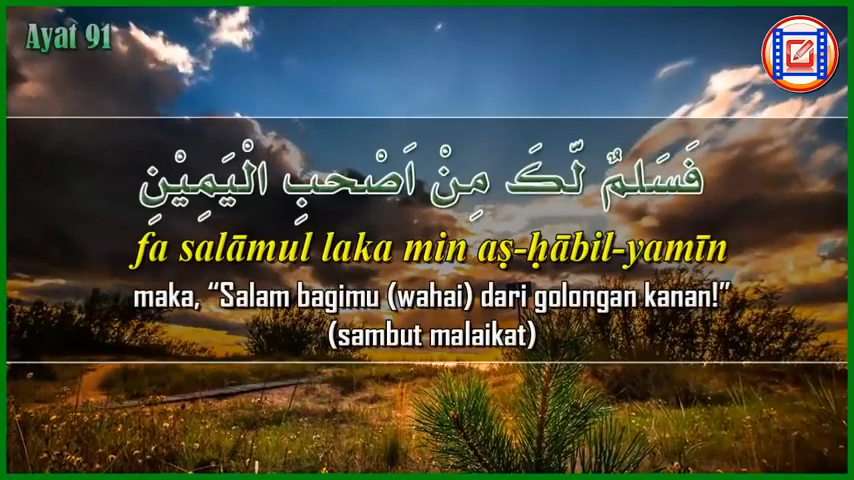 Ayat 91
فَسَلٰمٌ لَّكَ مِنْ اَصْحٰبِ الْيَمِيْنِ
fa salāmul laka min aṣ-ḥābil-yamīn
maka, “Salam bagimu (wahai) dari golongan kanan!”
(sambut malaikat)